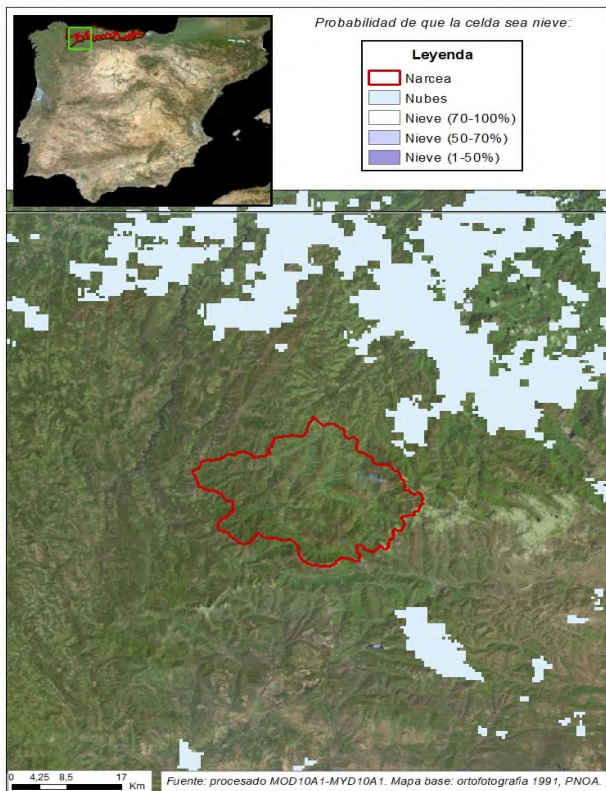 Probabilidad de que la celda sea nieve:
Leyenda
Narcea
Nubes
Nieve (70-100%)
Nieve (50-70%)
Nieve (1-50%)
0 4,25 8,5 17
Km
Fuente: procesado MOD10A1-MYD10A1. Mapa base: ortofotografía 1991, PNOA.